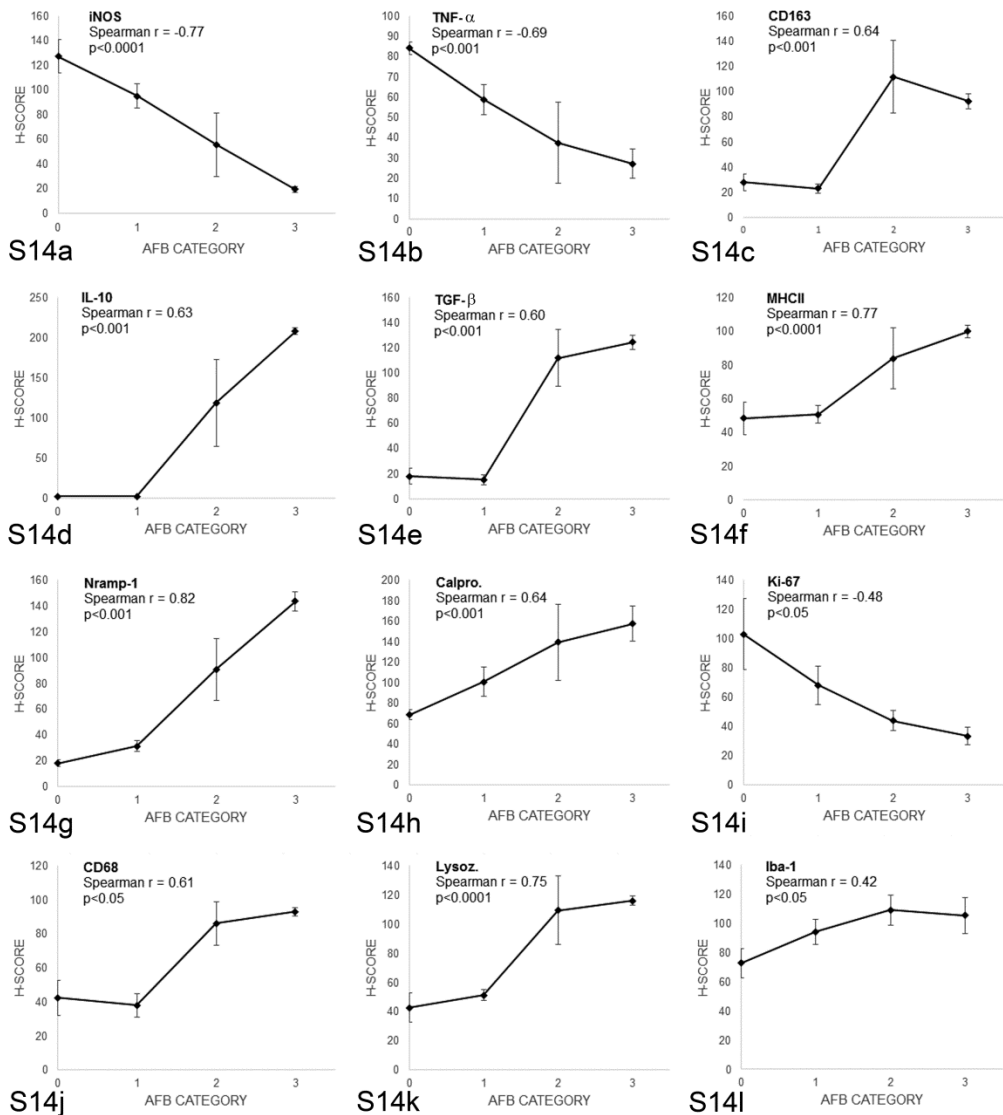 iNOS
Spearman r = -0.77
p<0.0001
H-SCORE
160
140
120
100
80
60
40
20
0
0 1 2 3
AFB CATEGORY
S14a
TNF- α
Spearman r = -0.69
p<0.001
H-SCORE
100
90
80
70
60
50
40
30
20
10
0
0 1 2 3
AFB CATEGORY
S14b
CD163
Spearman r = 0.64
p<0.001
H-SCORE
160
140
120
100
80
60
40
20
0
0 1 2 3
AFB CATEGORY
S14c
IL-10
Spearman r = 0.63
p<0.001
H-SCORE
250
200
150
100
50
0
0 1 2 3
AFB CATEGORY
S14d
TGF- β
Spearman r = 0.60
p<0.001
H-SCORE
160
140
120
100
80
60
40
20
0
0 1 2 3
AFB CATEGORY
S14e
MHCII
Spearman r = 0.77
p<0.0001
H-SCORE
120
100
80
60
40
20
0
0 1 2 3
AFB CATEGORY
S14f
Nramp-1
Spearman r = 0.82
p<0.001
H-SCORE
160
140
120
100
80
60
40
20
0
0 1 2 3
AFB CATEGORY
S14g
Calpro.
Spearman r = 0.64
p<0.001
H-SCORE
200
180
160
140
120
100
80
60
40
20
0
0 1 2 3
AFB CATEGORY
S14h
Ki-67
Spearman r = -0.48
p<0.05
H-SCORE
140
120
100
80
60
40
20
0
0 1 2 3
AFB CATEGORY
S14i
CD68
Spearman r = 0.61
p<0.05
H-SCORE
120
100
80
60
40
20
0
0 1 2 3
AFB CATEGORY
S14j
Lysoz.
Spearman r = 0.75
p<0.0001
H-SCORE
140
120
100
80
60
40
20
0
0 1 2 3
AFB CATEGORY
S14k
Iba-1
Spearman r = 0.42
p<0.05
H-SCORE
160
140
120
100
80
60
40
20
0
0 1 2 3
AFB CATEGORY
S14l